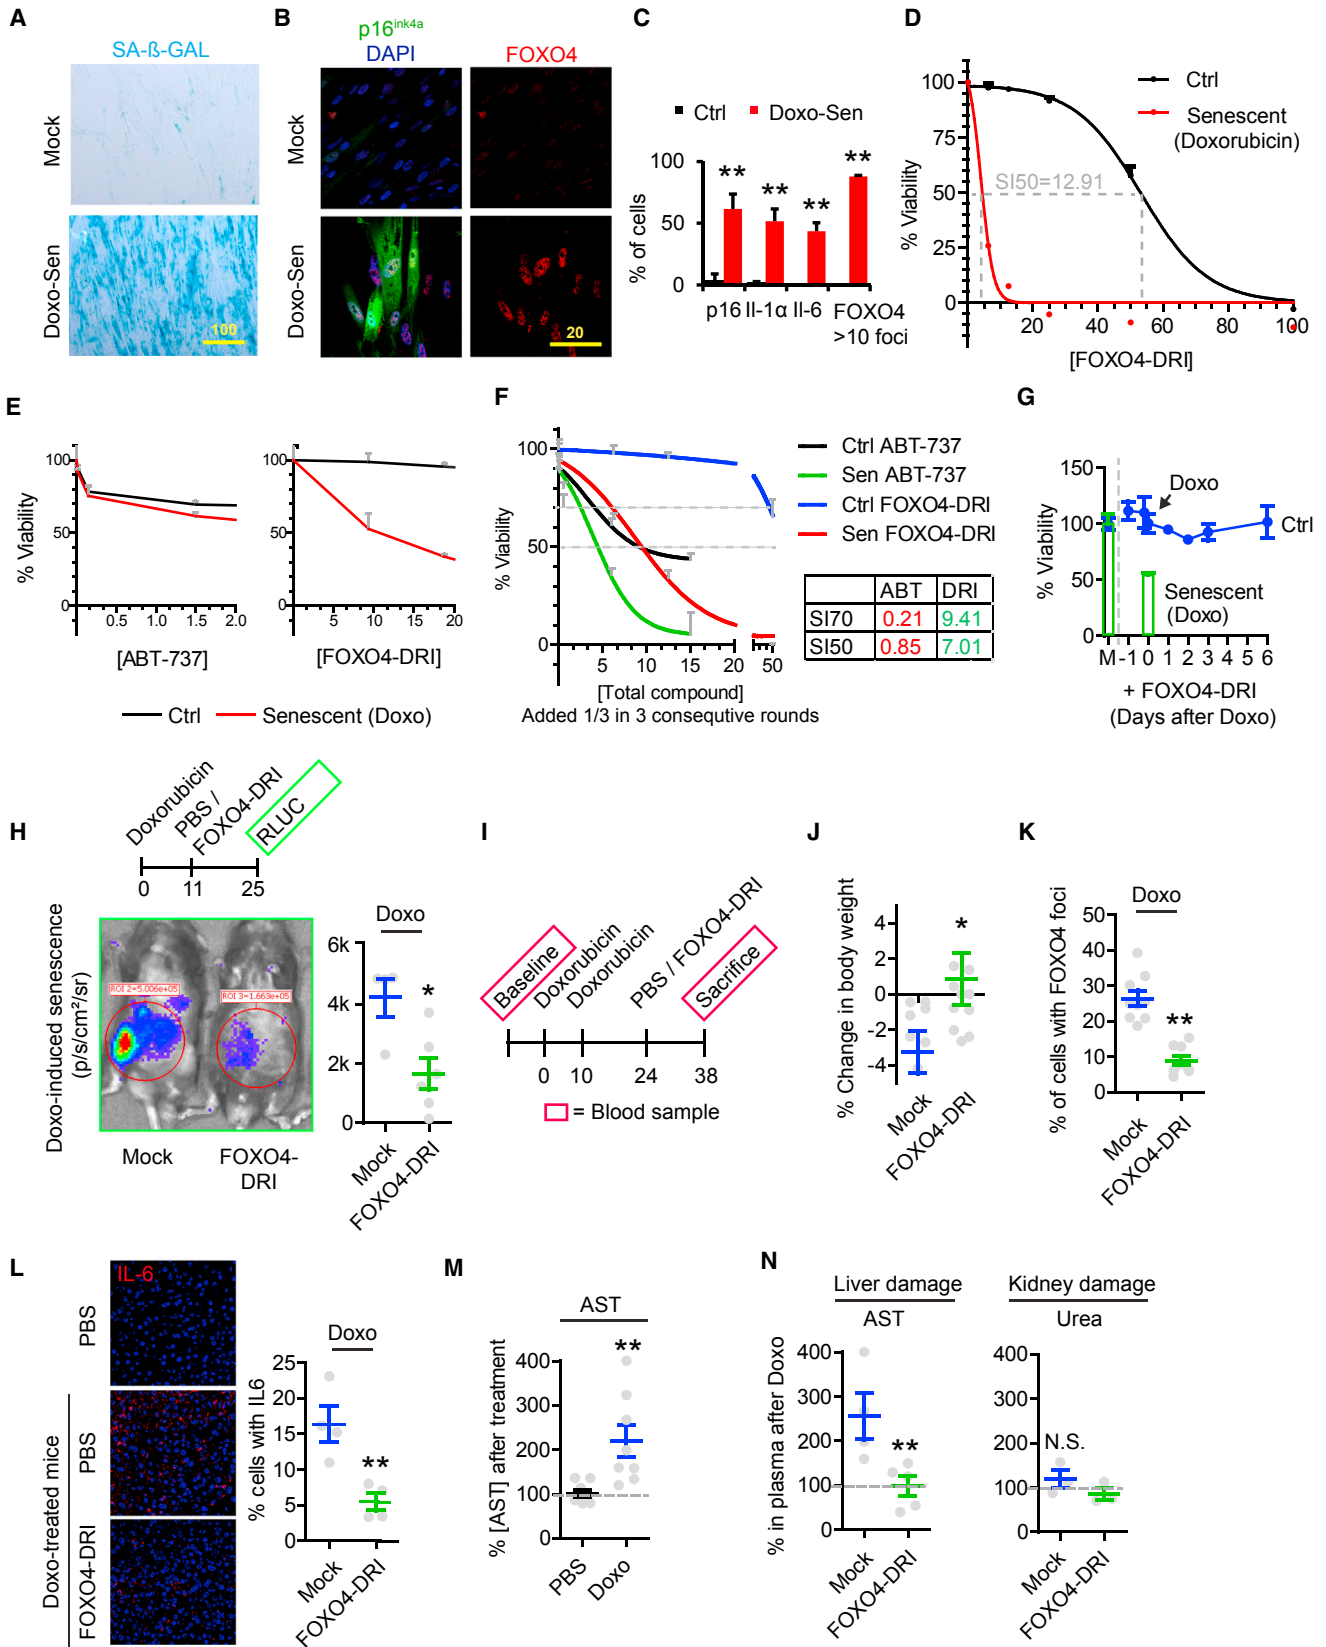 A
SA-ß-GAL
Mock
Doxo-Sen
100
B
p16ink4a
DAPI
FOXO4
Mock
Doxo-Sen
20
C
Ctrl
Doxo-Sen
% of cells
100
50
0
**
**
**
**
p16 Il-1α Il-6 FOXO4
>10 foci
D
% Viability
100
75
50
25
0
SI50=12.91
Ctrl
Senescent
(Doxorubicin)
20 40 60 80 100
[FOXO4-DRI]
E
% Viability
100
50
0
0.5 1.0 1.5 2.0
[ABT-737]
100
50
0
5 10 15 20
[FOXO4-DRI]
Ctrl
Senescent (Doxo)
F
% Viability
100
50
0
5 10 15 20 50
[Total compound]
Added 1/3 in 3 consequtive rounds
Ctrl ABT-737
Sen ABT-737
Ctrl FOXO4-DRI
Sen FOXO4-DRI
ABT DRI
SI70 0.21 9.41
SI50 0.85 7.01
G
% Viability
150
100
50
0
Doxo
Ctrl
Senescent
(Doxo)
M -1 0 1 2 3 4 5 6
+ FOXO4-DRI
(Days after Doxo)
H
Doxorubicin
PBS /
FOXO4-DRI
RLUC
0 11 25
Doxo-induced senescence
(p/s/cm²/sr)
ROI 2=5.006e+05
ROI 3=1.663e+05
Mock
FOXO4-
DRI
Doxo
6k
4k
2k
0
*
Mock
FOXO4-DRI
I
Baseline
Doxorubicin
Doxorubicin
PBS / FOXO4-DRI
Sacrifice
0 10 24 38
= Blood sample
J
% Change in body weight
4
2
0
-2
-4
*
Mock
FOXO4-DRI
K
% of cells with FOXO4 foci
Doxo
50
40
30
20
10
0
**
Mock
FOXO4-DRI
L
IL-6
PBS
PBS
FOXO4-DRI
Doxo-treated mice
% cells with IL6
Doxo
25
20
15
10
5
0
**
Mock
FOXO4-DRI
M
AST
% [AST] after treatment
400
300
200
100
0
**
PBS
Doxo
N
Liver damage
AST
% in plasma after Doxo
400
300
200
100
0
**
Mock
FOXO4-DRI
Kidney damage
Urea
400
300
200
100
0
N.S.
Mock
FOXO4-DRI